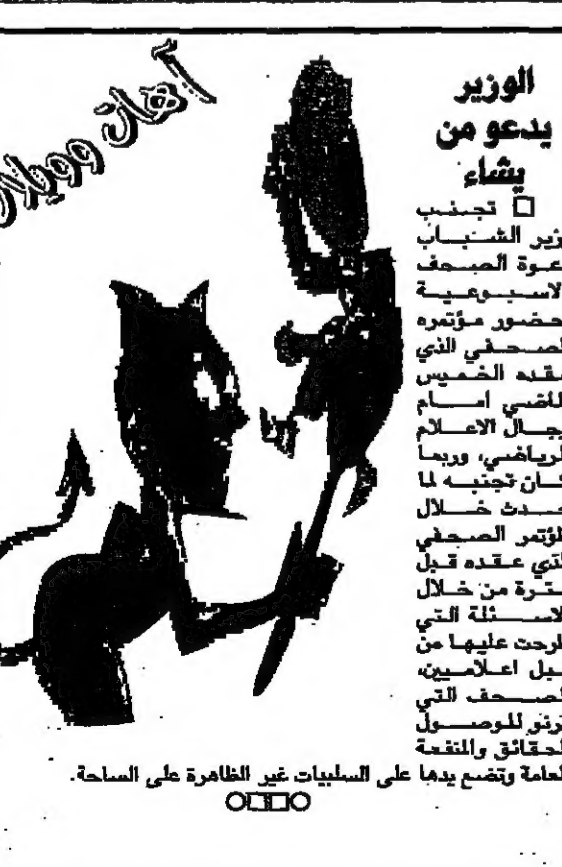 آهات وويلات
الوزير
يدعو من
يشاء
□ تجنب
وزير الشباب
دعوة الصحف
الاسبوعية
لحضور مؤتمره
الصحفي الذي
عقده الخميس
الماضي امام
رجال الاعلام
الرياضي، وربما
كان تجنبه لما
حدث خلال
المؤتمر الصحفي
الذي عقده قبل
فترة من خلال
الاسئلة التي
طرحت عليها من
قبل اعلاميين،
الصحف التي
ترنو للوصول
للحقائق والمنفعة
العامة وتضع يدها على السلبيات غير الظاهرة على الساحة.